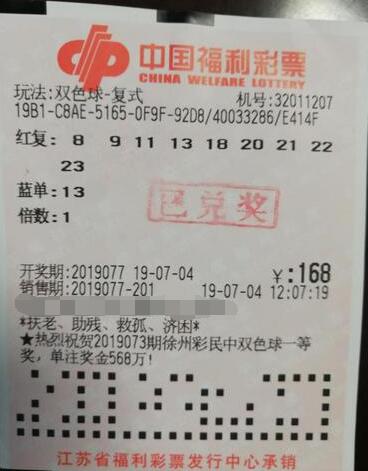 中国福利彩票
CHINA WELFARE LOTTERY
玩法:双色球-复式 机号:32011207
19B1-C8AE-5165-0F9F-92D8/40033286/E414F
红复: 8 9 11 13 18 20 21 22
23
蓝单:13
倍数:1
已兑奖
开奖期:2019077 19-07-04 ¥:168
销售期:2019077-201 19-07-04 12:07:19
*扶老、助残、救孤、济困*
★热烈祝贺2019073期徐州彩民中双色球一等
奖,单注奖金568万!
江苏省福利彩票发行中心承销